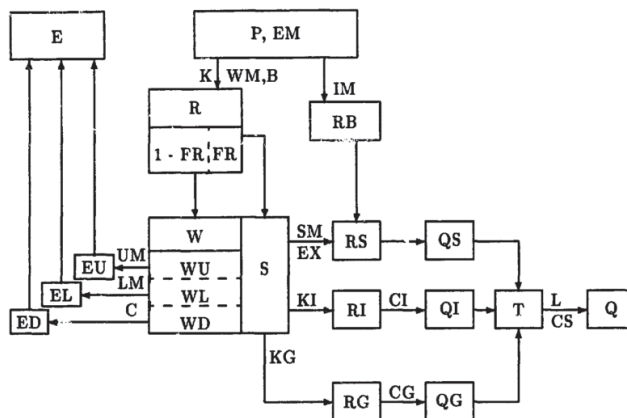 E
P, EM
K WM,B
IM
R
RB
1 - FR FR
W
SM
RS
QS
EX
UM
EU
WU
S
LM
EL
WL
KI
RI
CI
QI
T
L
CS
Q
C
ED
WD
KG
RG
CG
QG